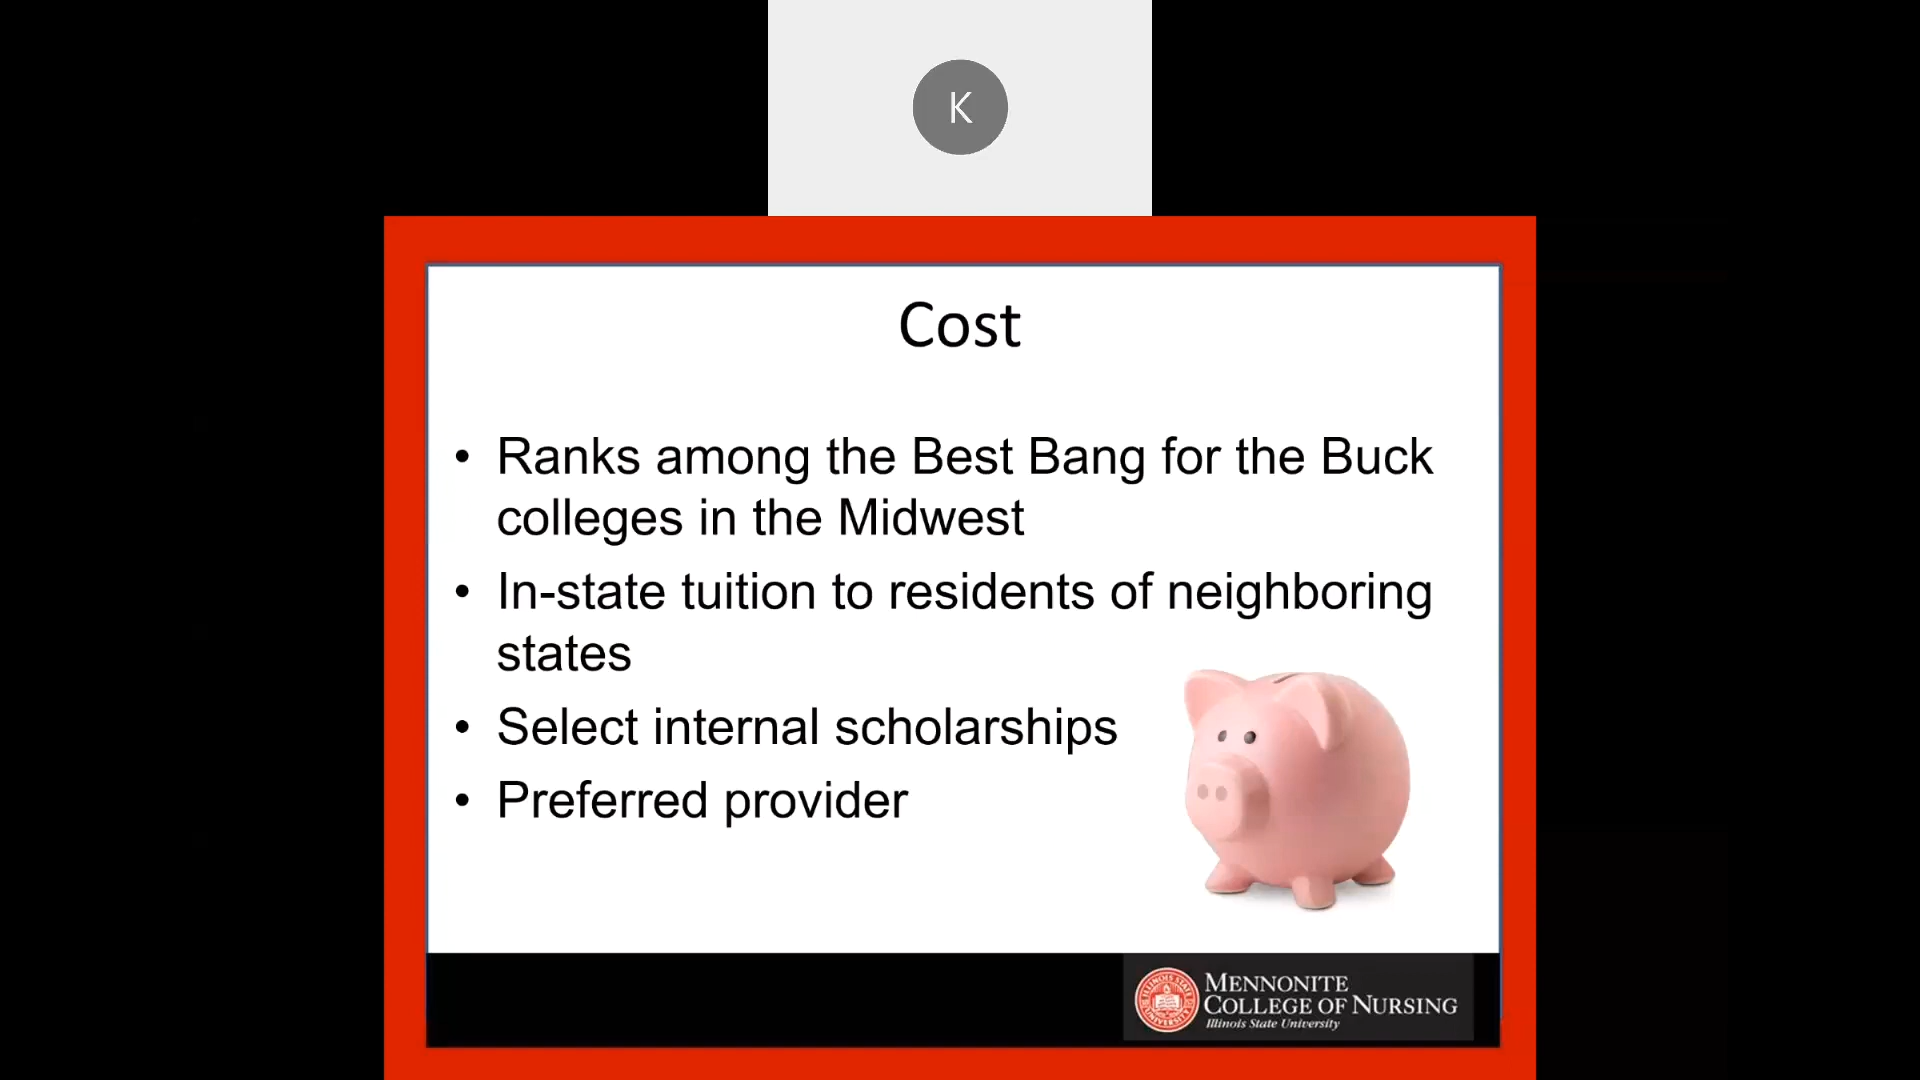 K
Cost
• Ranks among the Best Bang for the Buck
colleges in the Midwest
• In-state tuition to residents of neighboring
states
• Select internal scholarships
• Preferred provider
MENNONITE
COLLEGE OF NURSING
Illinois State University